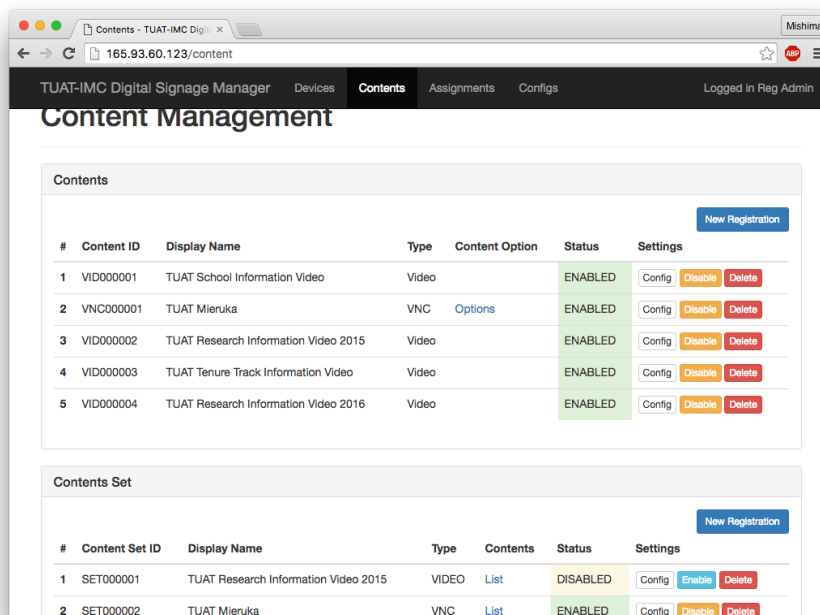 Contents - TUAT-IMC Digit
Mishima
165.93.60.123/content
ABP
TUAT-IMC Digital Signage Manager Devices Contents Assignments Configs Logged in Reg Admin
Content Management
Contents
New Registration
# Content ID Display Name Type Content Option Status Settings
1 VID000001 TUAT School Information Video Video ENABLED Config Disable Delete
2 VNC000001 TUAT Mieruka VNC Options ENABLED Config Disable Delete
3 VID000002 TUAT Research Information Video 2015 Video ENABLED Config Disable Delete
4 VID000003 TUAT Tenure Track Information Video Video ENABLED Config Disable Delete
5 VID000004 TUAT Research Information Video 2016 Video ENABLED Config Disable Delete
Contents Set
New Registration
# Content Set ID Display Name Type Contents Status Settings
1 SET000001 TUAT Research Information Video 2015 VIDEO List DISABLED Config Enable Delete
2 SET000002 TUAT Mieruka VNC List ENABLED Config Disable Delete